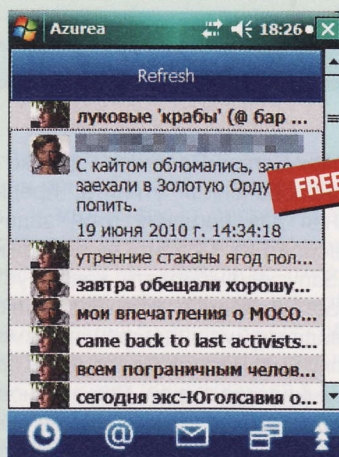 Azurea 18:26
Refresh
луковые 'крабы' (@ бар ...
С кайтом обломались, зато
заехали в Золотую Орду
попить.
FREE
19 июня 2010 г. 14:34:18
утренние стаканы ягод пол...
завтра обещали хорошу...
мои впечатления о МОСО...
came back to last activists...
всем пограничным челов...
сегодня экс-Юголсавия о...